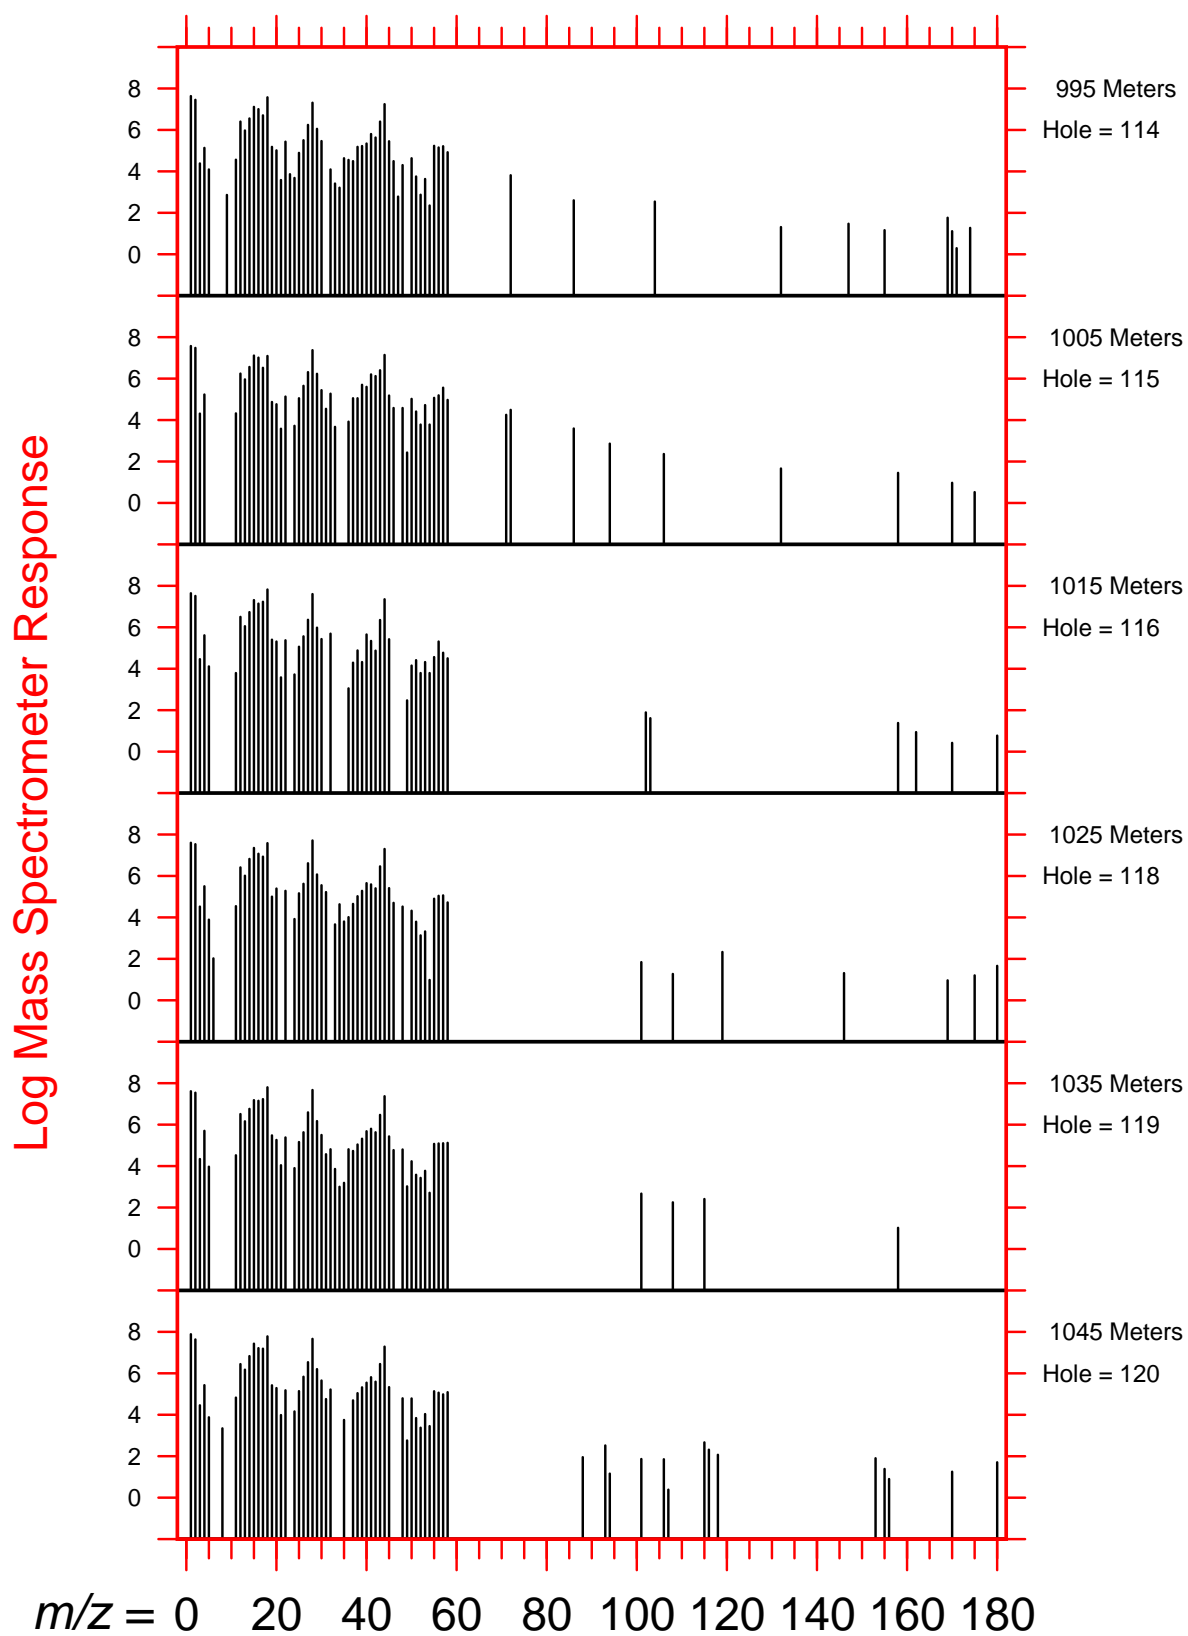 Log Mass Spectrometer Response
8
6
4
2
0
995 Meters
Hole = 114
8
6
4
2
0
1005 Meters
Hole = 115
8
6
4
2
0
1015 Meters
Hole = 116
8
6
4
2
0
1025 Meters
Hole = 118
8
6
4
2
0
1035 Meters
Hole = 119
8
6
4
2
0
1045 Meters
Hole = 120
m/z = 0 20 40 60 80 100 120 140 160 180